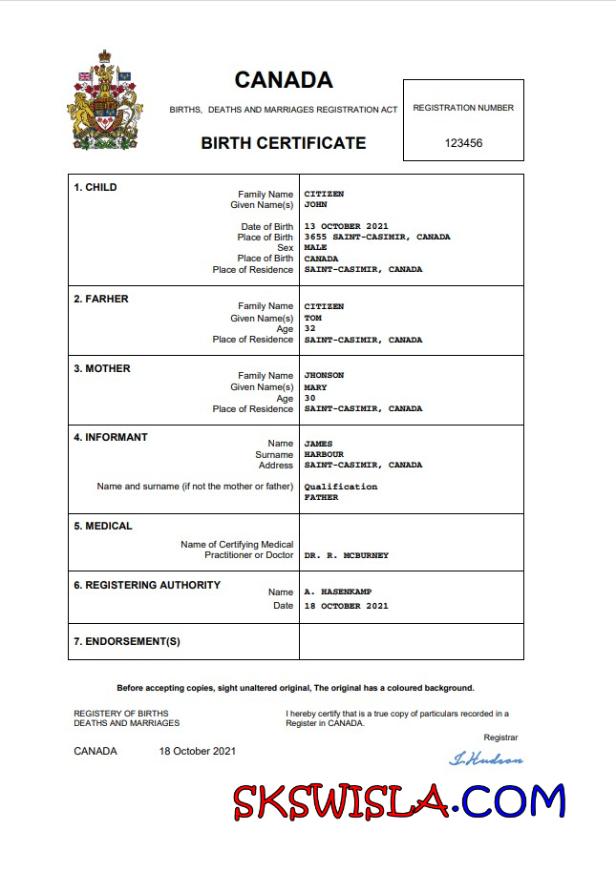 CANADA
BIRTHS, DEATHS AND MARRIAGES REGISTRATION ACT
BIRTH CERTIFICATE
REGISTRATION NUMBER
123456
1. CHILD
Family Name CITIZEN
Given Name(s) JOHN
Date of Birth 13 OCTOBER 2021
Place of Birth 3655 SAINT-CASIMIR, CANADA
Sex MALE
Place of Birth CANADA
Place of Residence SAINT-CASIMIR, CANADA
2. FARHER
Family Name CITIZEN
Given Name(s) TOM
Age 32
Place of Residence SAINT-CASIMIR, CANADA
3. MOTHER
Family Name JHONSON
Given Name(s) MARY
Age 30
Place of Residence SAINT-CASIMIR, CANADA
4. INFORMANT
Name JAMES
Surname HARBOUR
Address SAINT-CASIMIR, CANADA
Name and surname (if not the mother or father) Qualification
FATHER
5. MEDICAL
Name of Certifying Medical
Practitioner or Doctor DR. R. MCBURNEY
6. REGISTERING AUTHORITY
Name A. HASENKAMP
Date 18 OCTOBER 2021
7. ENDORSEMENT(S)
Before accepting copies, sight unaltered original, The original has a coloured background.
REGISTERY OF BIRTHS
DEATHS AND MARRIAGES
I hereby certify that is a true copy of particulars recorded in a
Register in CANADA.
Registrar
CANADA 18 October 2021
I.Hudson
SKSWISLA.COM